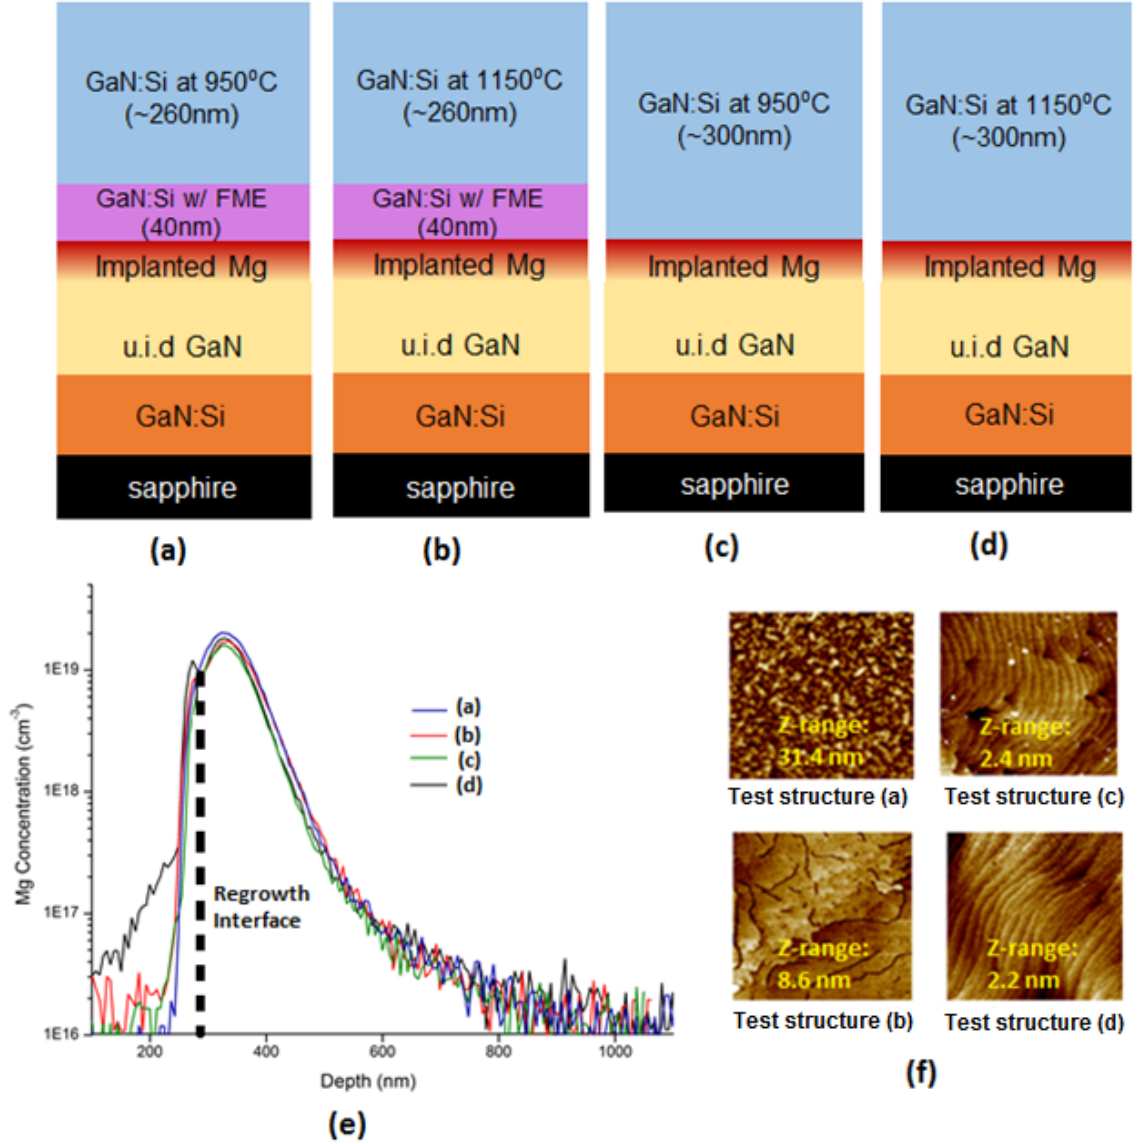 GaN:Si at 950⁰C
(~260nm)
GaN:Si w/ FME
(40nm)
Implanted Mg
u.i.d GaN
GaN:Si
sapphire
(a)
GaN:Si at 1150⁰C
(~260nm)
GaN:Si w/ FME
(40nm)
Implanted Mg
u.i.d GaN
GaN:Si
sapphire
(b)
GaN:Si at 950⁰C
(~300nm)
Implanted Mg
u.i.d GaN
GaN:Si
sapphire
(c)
GaN:Si at 1150⁰C
(~300nm)
Implanted Mg
u.i.d GaN
GaN:Si
sapphire
(d)
Mg Concentration (cm⁻³)
1E19
1E18
1E17
1E16
200
400
600
800
1000
Depth (nm)
(a)
(b)
(c)
(d)
Regrowth
Interface
(e)
Z-range:
31.4 nm
Test structure (a)
Z-range:
2.4 nm
Test structure (c)
Z-range:
8.6 nm
Test structure (b)
Z-range:
2.2 nm
Test structure (d)
(f)